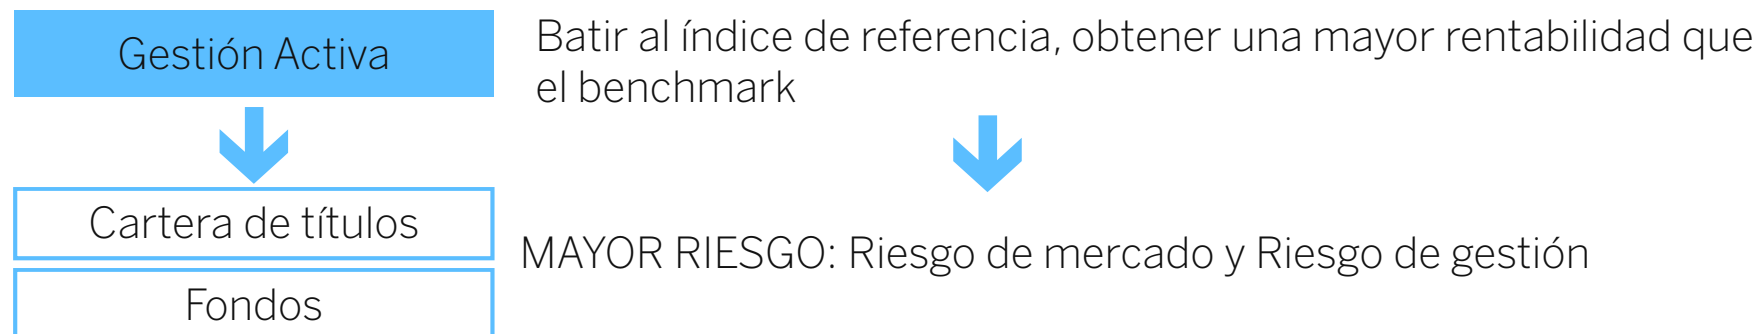 Gestión Activa
Batir al índice de referencia, obtener una mayor rentabilidad que
el benchmark
Cartera de títulos
MAYOR RIESGO: Riesgo de mercado y Riesgo de gestión
Fondos